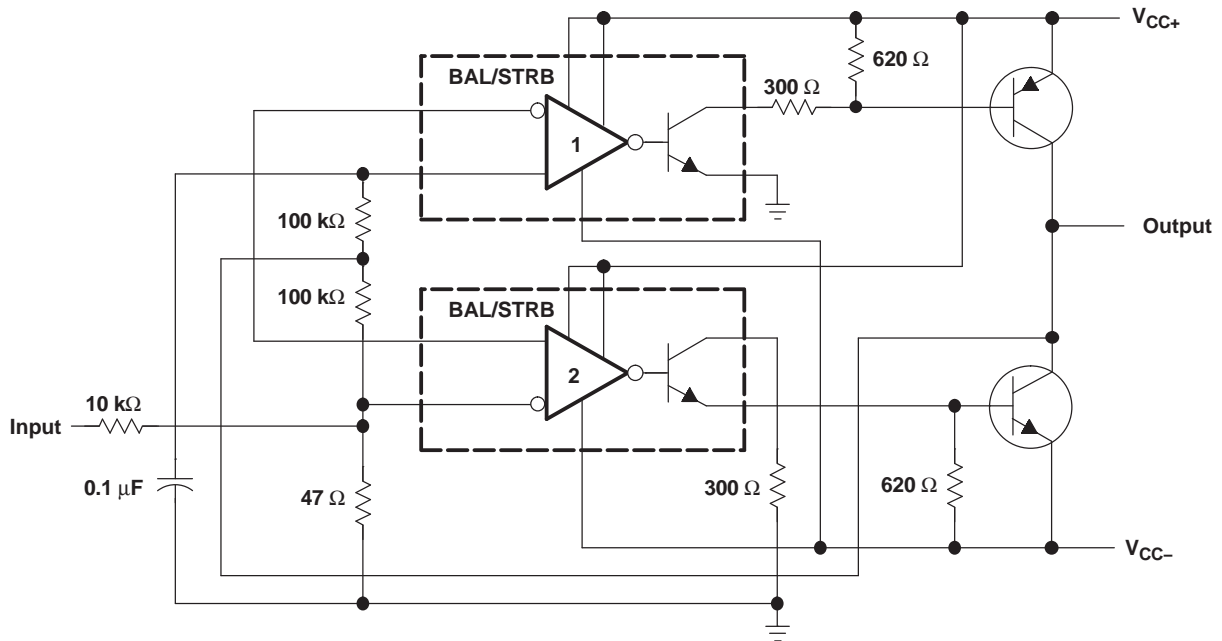 VCC+
BAL/STRB
620 Ω
300 Ω
1
100 kΩ
Output
100 kΩ
BAL/STRB
2
10 kΩ
Input
0.1 μF
47 Ω
300 Ω
620 Ω
VCC–